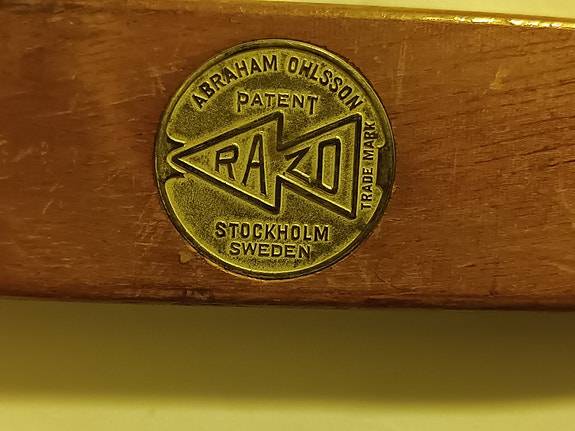 ABRAHAM OHLSSON
PATENT
RAZO
TRADE MARK
STOCKHOLM
SWEDEN